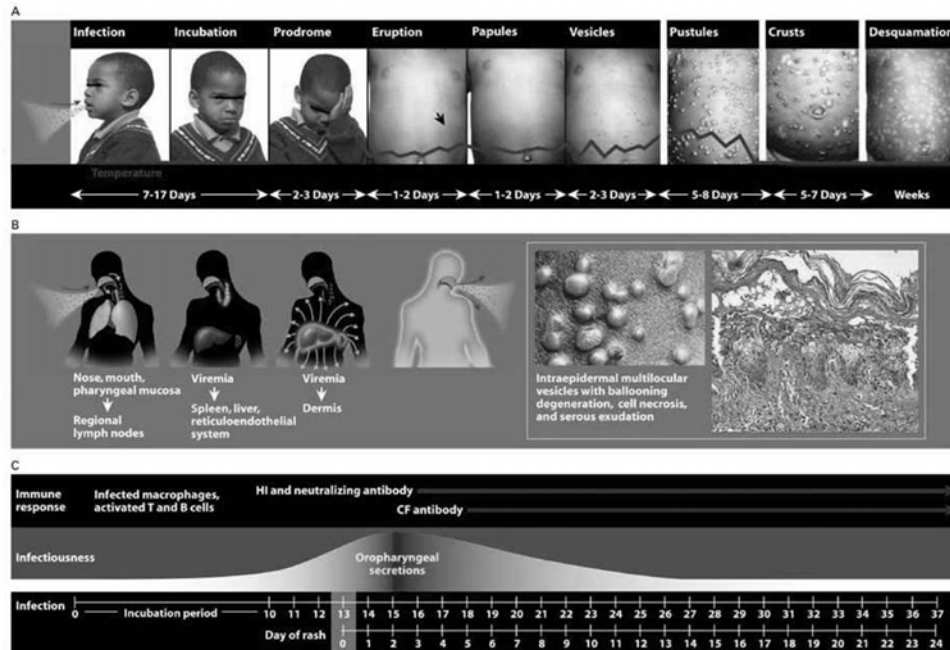 A
Infection
Incubation
Prodrome
Eruption
Papules
Vesicles
Pustules
Crusts
Desquamation
Temperature
7-17 Days
2-3 Days
1-2 Days
1-2 Days
2-3 Days
5-8 Days
5-7 Days
Weeks
B
Nose, mouth,
pharyngeal mucosa
Regional
lymph nodes
Viremia
Spleen, liver,
reticuloendothelial
system
Viremia
Dermis
Intraepidermal multilocular
vesicles with ballooning
degeneration, cell necrosis,
and serous exudation
C
Immune
response
Infected macrophages,
activated T and B cells
HI and neutralizing antibody
CF antibody
Infectiousness
Oropharyngeal
secretions
Infection
0 Incubation period 10 11 12 13 14 15 16 17 18 19 20 21 22 23 24 25 26 27 28 29 30 31 32 33 34 35 36 37
Day of rash
0 1 2 3 4 5 6 7 8 9 10 11 12 13 14 15 16 17 18 19 20 21 22 23 24